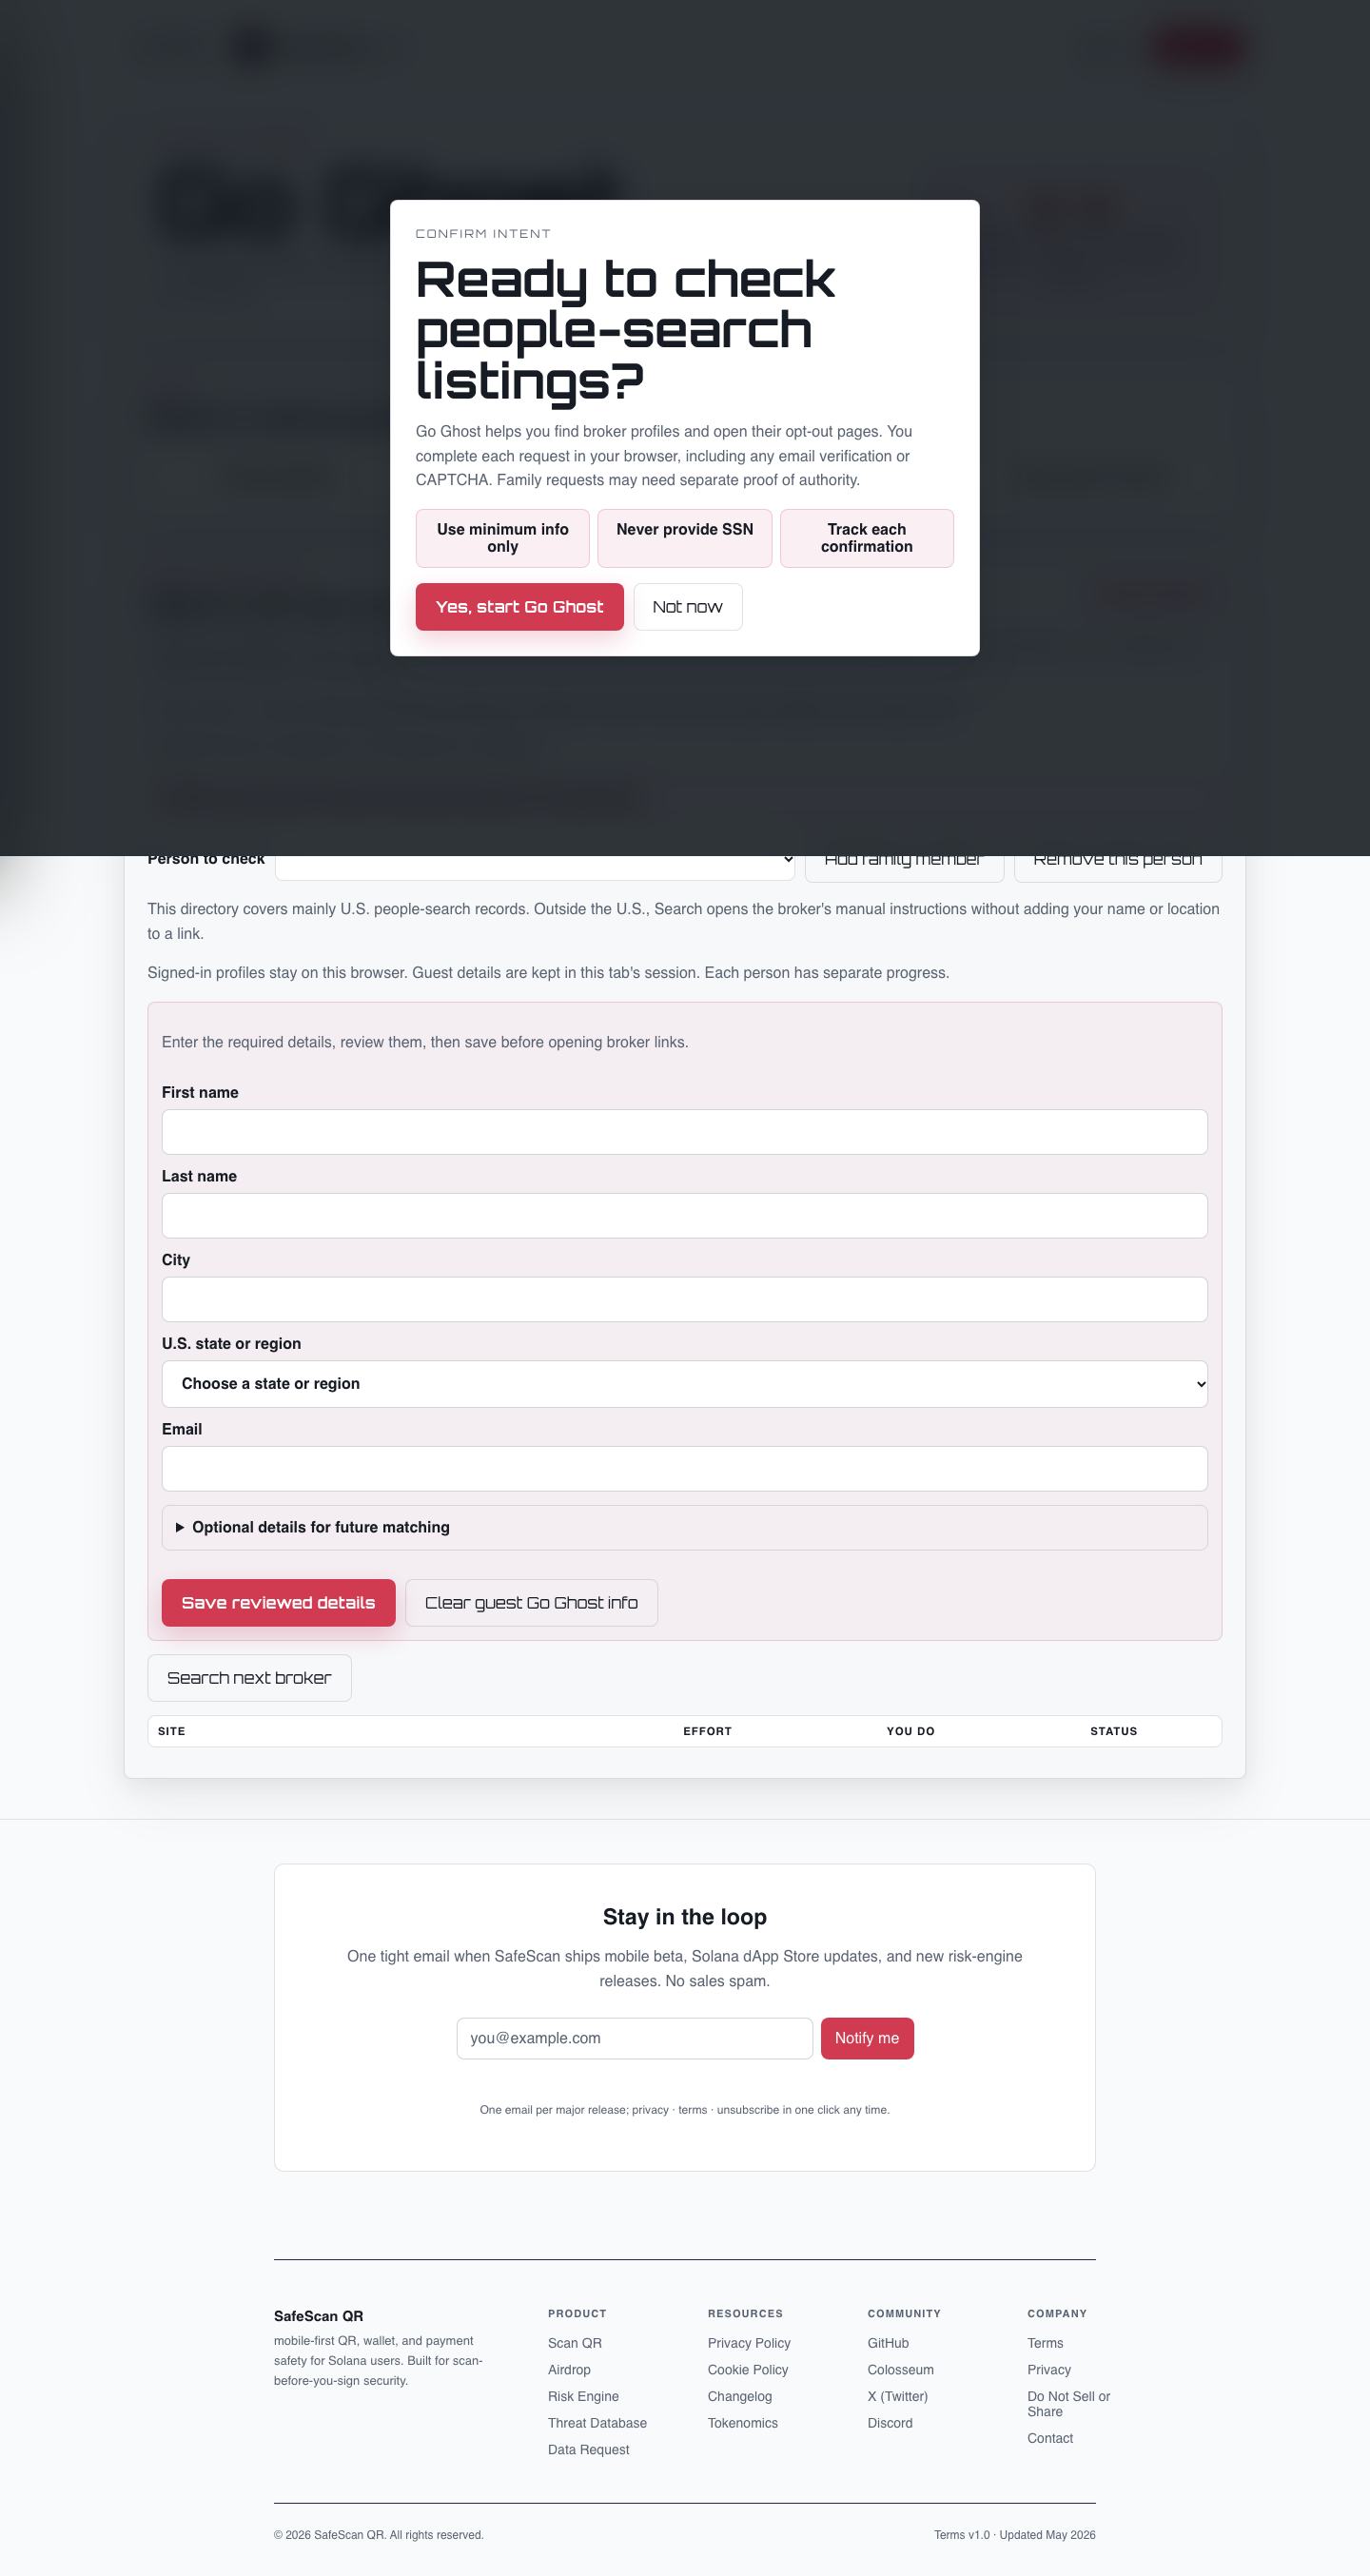 CONFIRM INTENT
Ready to check
people-search
listings?
Go Ghost helps you find broker profiles and open their opt-out pages. You
complete each request in your browser, including any email verification or
CAPTCHA. Family requests may need separate proof of authority.
Use minimum info
only
Never provide SSN
Track each
confirmation
Yes, start Go Ghost
Not now
Person to check
Add family member
Remove this person
This directory covers mainly U.S. people-search records. Outside the U.S., Search opens the broker's manual instructions without adding your name or location
to a link.
Signed-in profiles stay on this browser. Guest details are kept in this tab's session. Each person has separate progress.
Enter the required details, review them, then save before opening broker links.
First name
Last name
City
U.S. state or region
Choose a state or region
Email
Optional details for future matching
Save reviewed details
Clear guest Go Ghost info
Search next broker
SITE EFFORT YOU DO STATUS
Stay in the loop
One tight email when SafeScan ships mobile beta, Solana dApp Store updates, and new risk-engine
releases. No sales spam.
you@example.com
Notify me
One email per major release; privacy · terms · unsubscribe in one click any time.
SafeScan QR
mobile-first QR, wallet, and payment
safety for Solana users. Built for scan-
before-you-sign security.
PRODUCT
Scan QR
Airdrop
Risk Engine
Threat Database
Data Request
RESOURCES
Privacy Policy
Cookie Policy
Changelog
Tokenomics
COMMUNITY
GitHub
Colosseum
X (Twitter)
Discord
COMPANY
Terms
Privacy
Do Not Sell or
Share
Contact
© 2026 SafeScan QR. All rights reserved.
Terms v1.0 · Updated May 2026